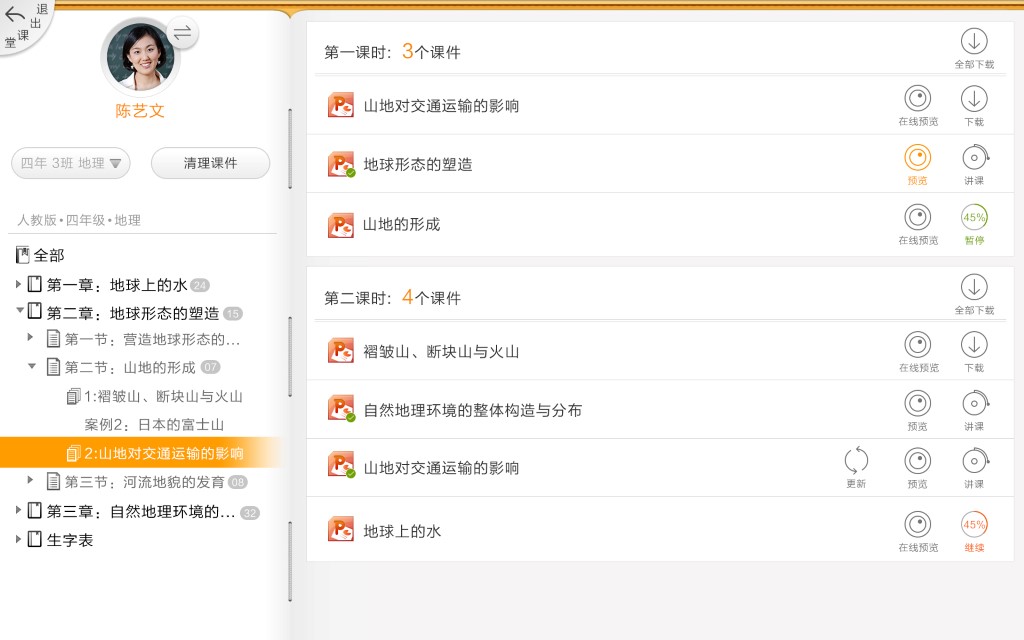 退出
课堂
陈艺文
四年 3班 地理
清理课件
人教版•四年级•地理
全部
第一章：地球上的水 24
第二章：地球形态的塑造 15
第一节：营造地球形态的...
第二节：山地的形成 07
1:褶皱山、断块山与火山
案例2：日本的富士山
2:山地对交通运输的影响
第三节：河流地貌的发育 08
第三章：自然地理环境的... 32
生字表
第一课时：3个课件
全部下载
山地对交通运输的影响
在线预览
下载
地球形态的塑造
预览
讲课
山地的形成
在线预览
45%
暂停
第二课时：4个课件
全部下载
褶皱山、断块山与火山
在线预览
下载
自然地理环境的整体构造与分布
预览
讲课
山地对交通运输的影响
更新
预览
讲课
地球上的水
在线预览
45%
继续